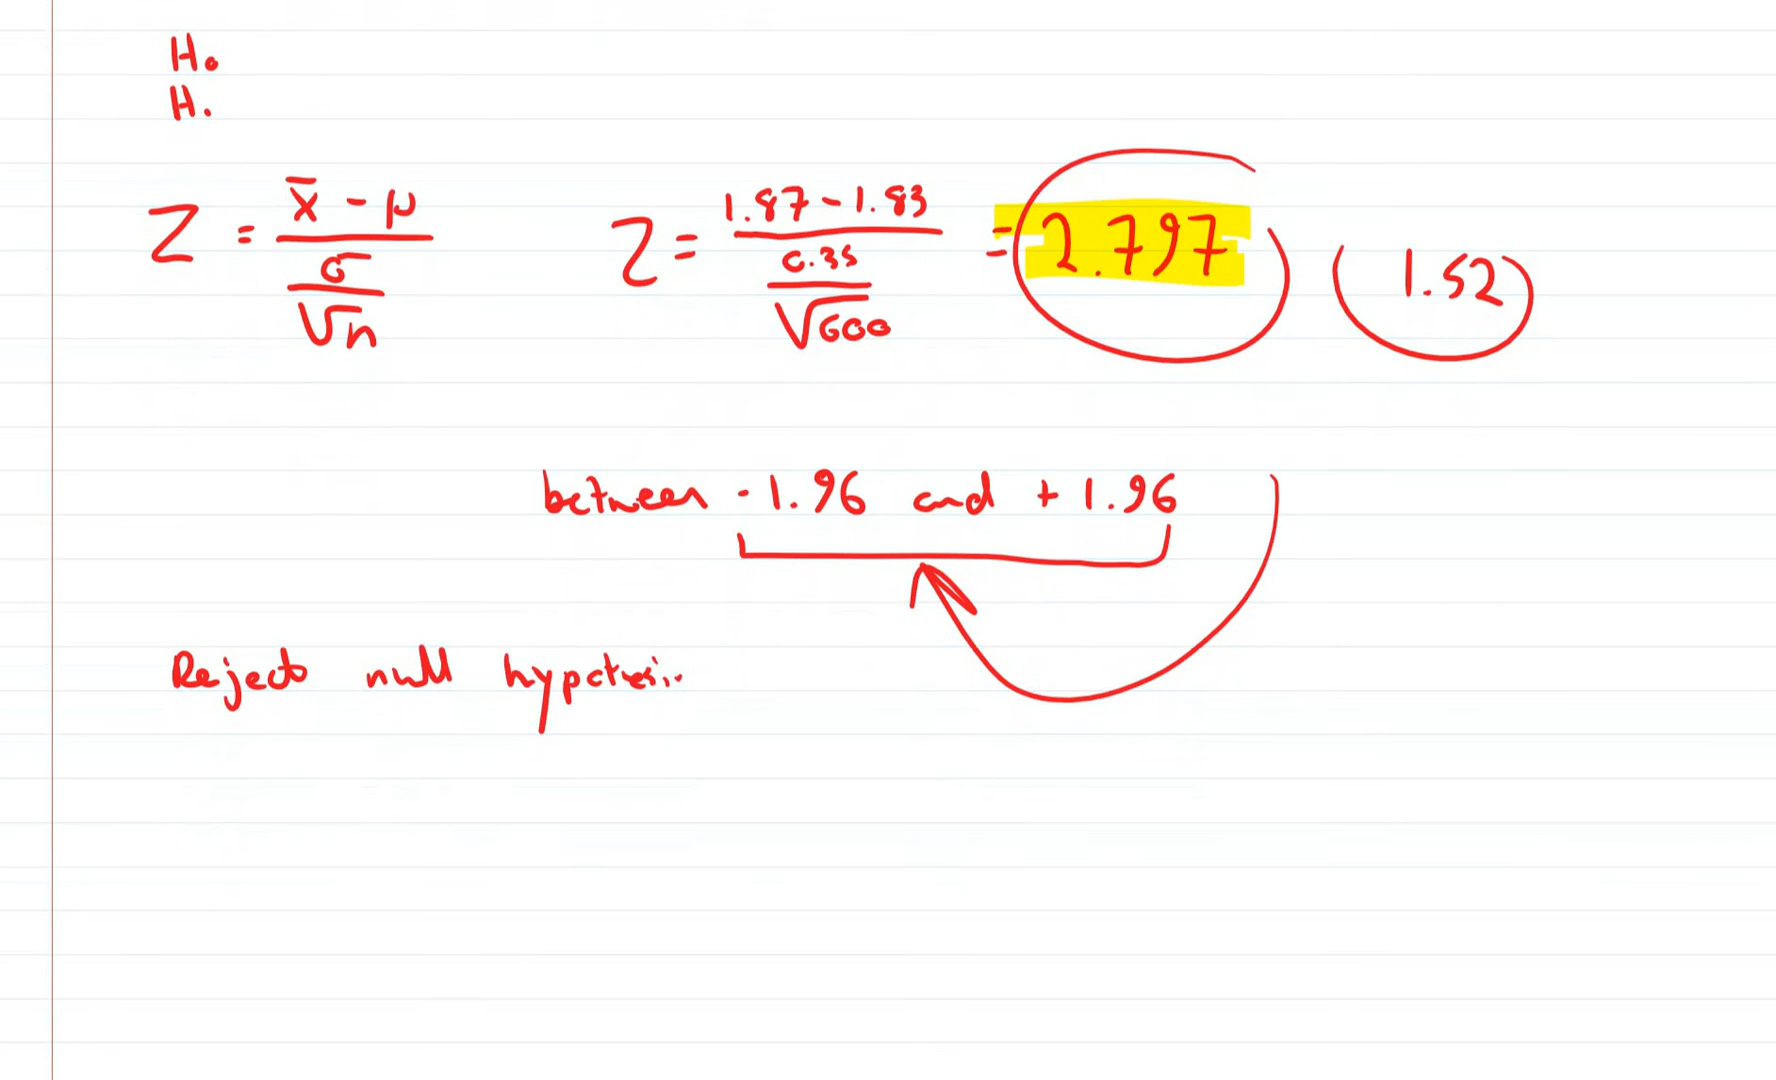 H₀
H₁
Z = x̄ - μ / σ / √n
Z = 1.87 - 1.83 / 0.35 / √600 = 2.797 (1.52)
between -1.96 and +1.96
Reject null hypothesis